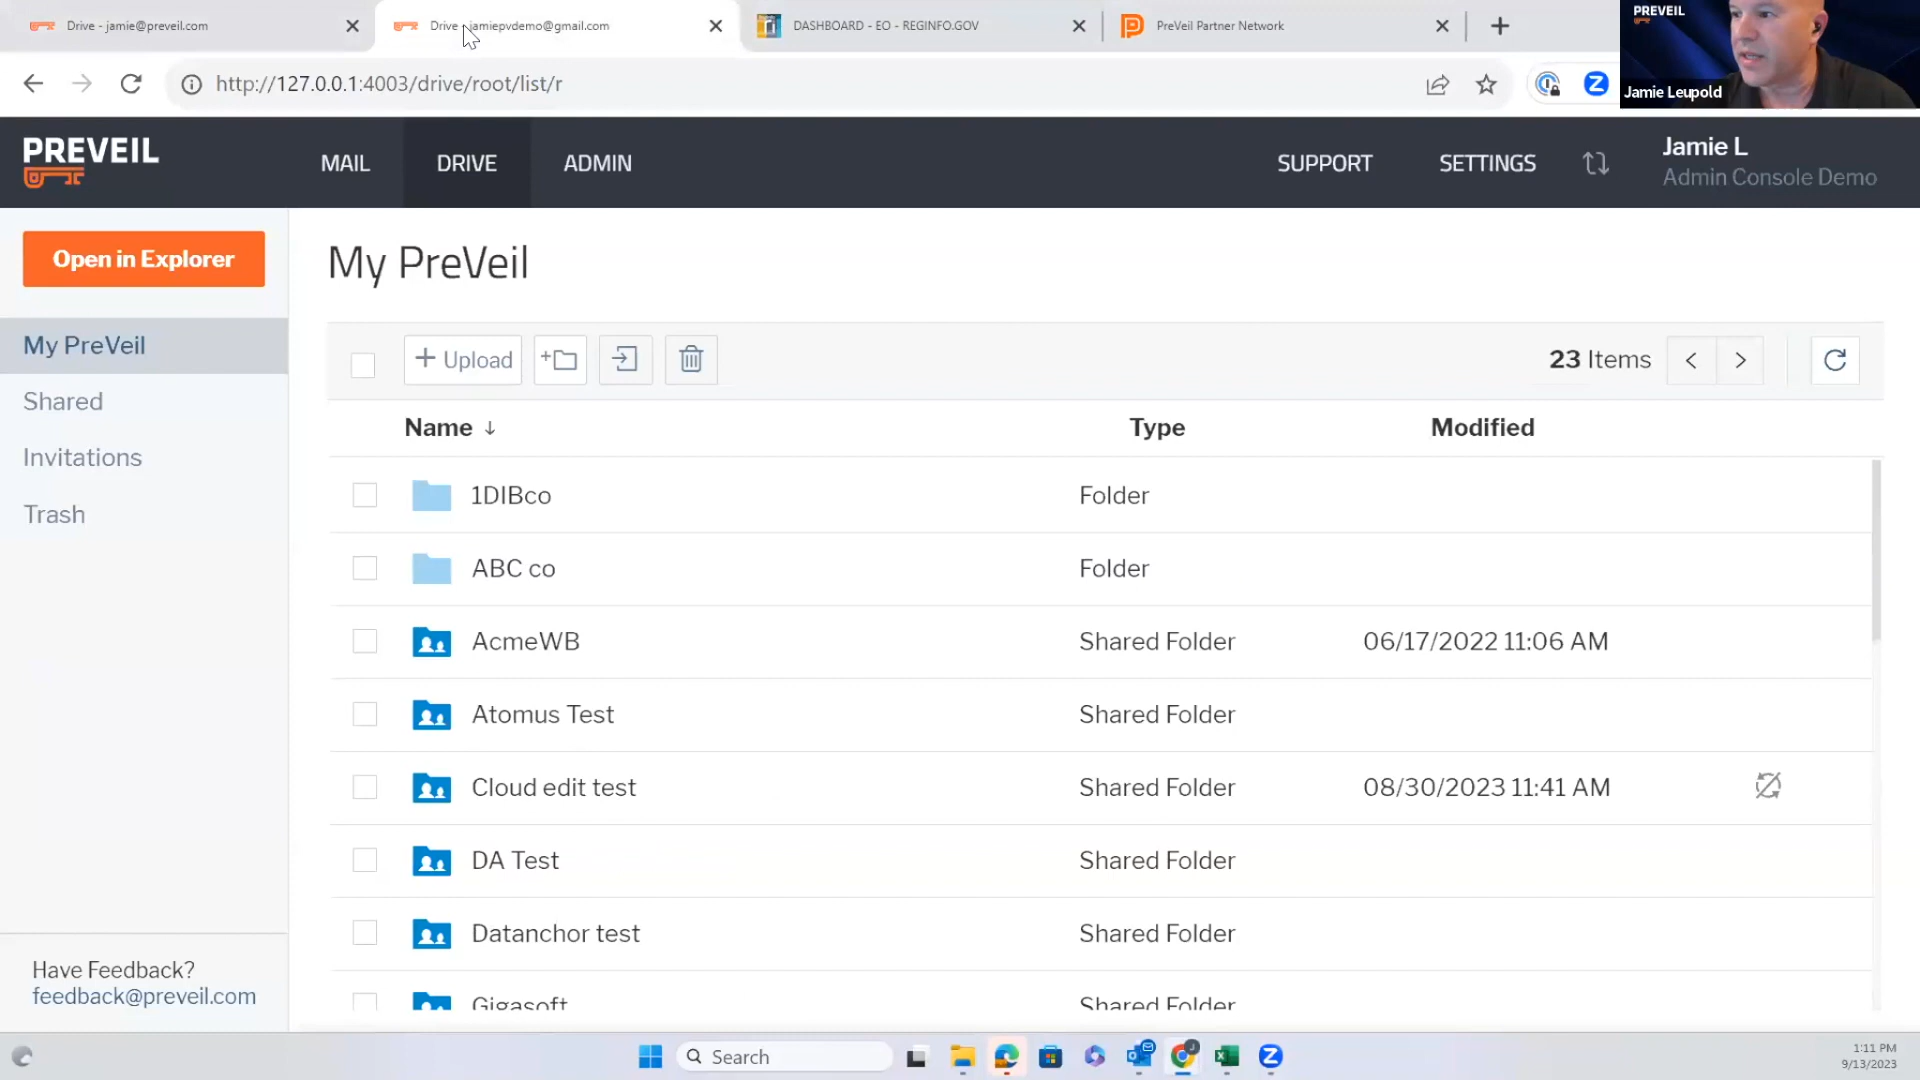 Drive - jamie@preveil.com
Drive - jamiepvdemo@gmail.com
DASHBOARD - EO - REGINFO.GOV
PreVeil Partner Network
http://127.0.0.1:4003/drive/root/list/r
PREVEIL
Jamie Leupold
PREVEIL
MAIL
DRIVE
ADMIN
SUPPORT
SETTINGS
Jamie L
Admin Console Demo
Open in Explorer
My PreVeil
Shared
Invitations
Trash
Have Feedback?
feedback@preveil.com
My PreVeil
+ Upload
23 Items
Name ↓ Type Modified
1DIBco Folder
ABC co Folder
AcmeWB Shared Folder 06/17/2022 11:06 AM
Atomus Test Shared Folder
Cloud edit test Shared Folder 08/30/2023 11:41 AM
DA Test Shared Folder
Datanchor test Shared Folder
Gigasoft Shared Folder
Search
1:11 PM
9/13/2023